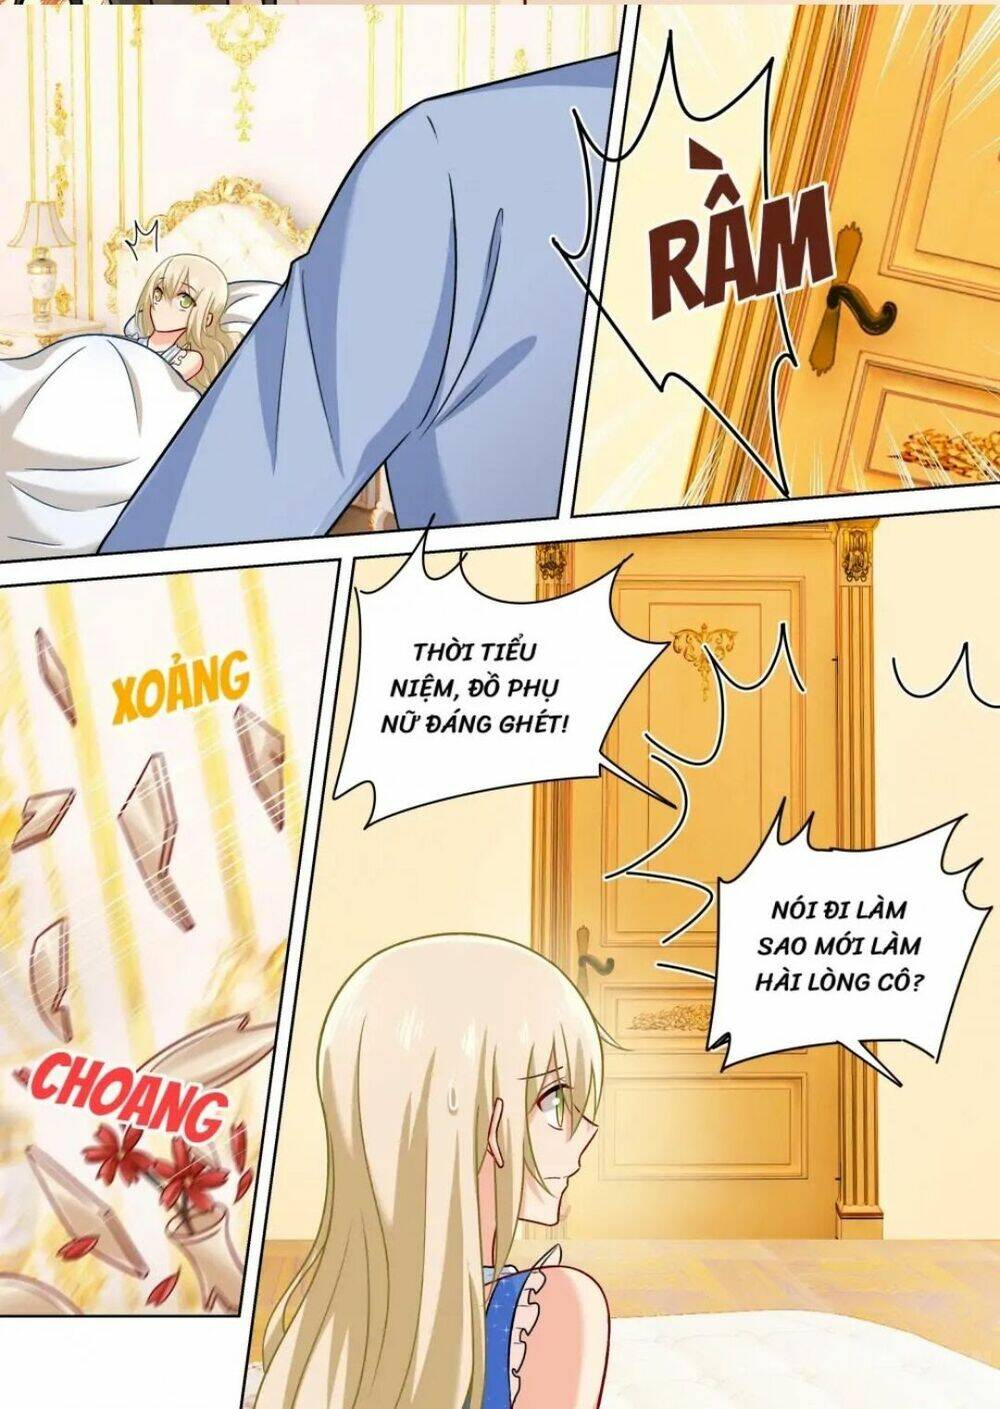 RẦM
XOẢNG
CHOANG
THỜI TIỂU
NIỆM, ĐỒ PHỤ
NỮ ĐÁNG GHÉT!
NÓI ĐI LÀM
SAO MỚI LÀM
HÀI LÒNG CÔ?